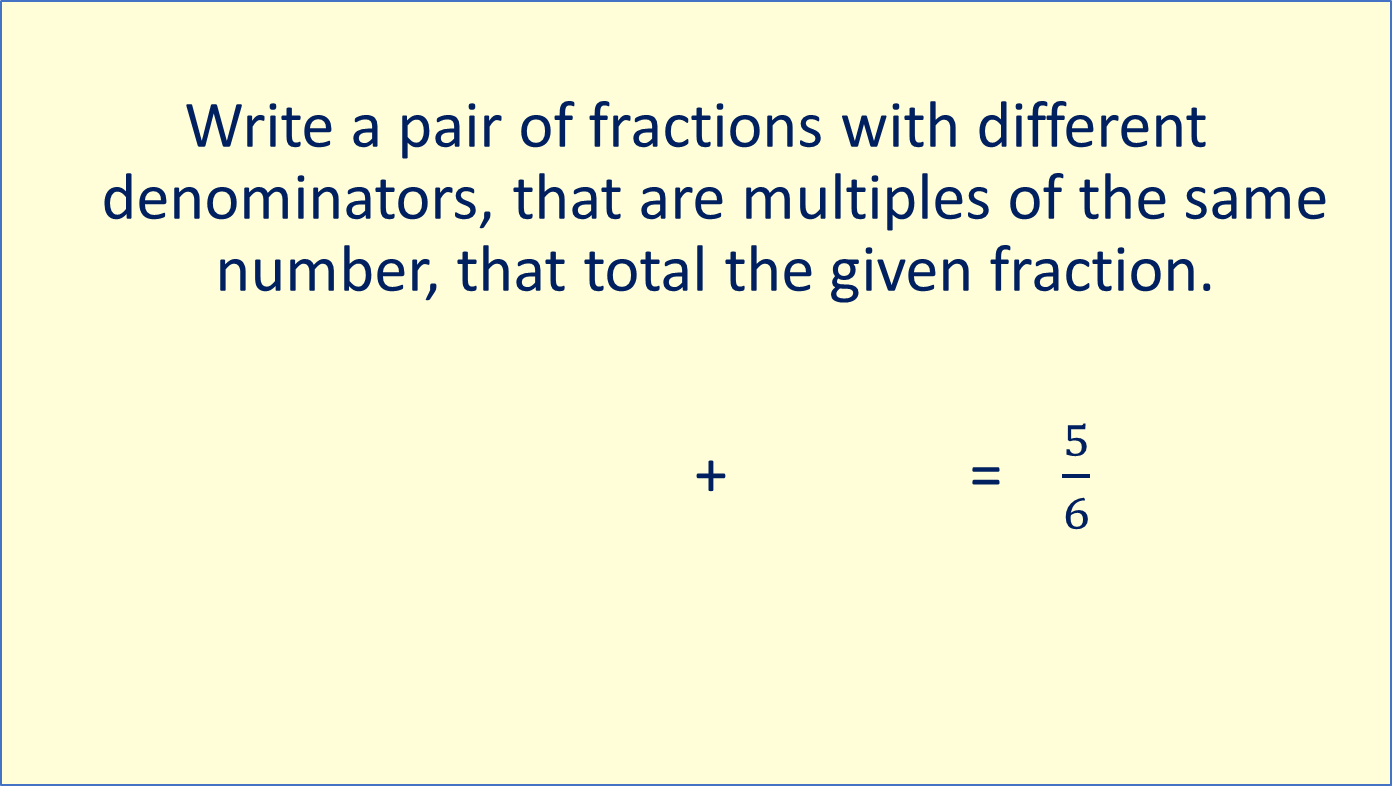 Write a pair of fractions with different
denominators, that are multiples of the same
number, that total the given fraction.
+ = 5/6